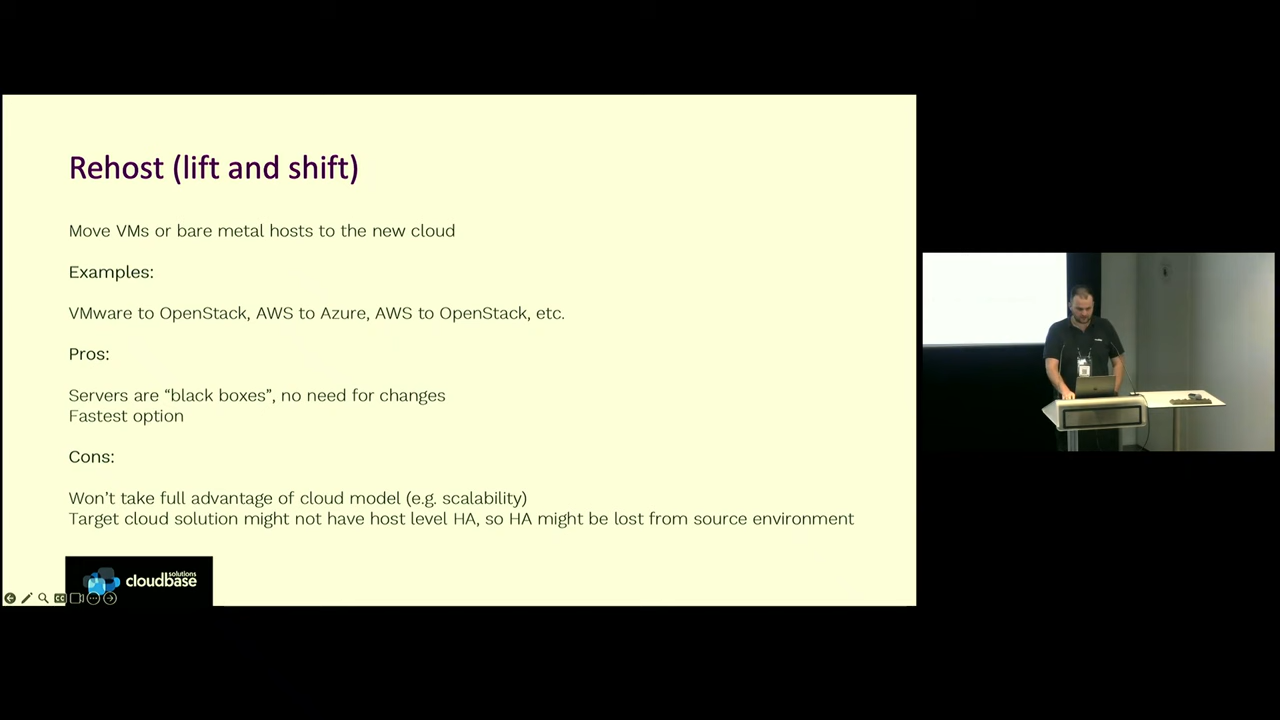 Rehost (lift and shift)
Move VMs or bare metal hosts to the new cloud
Examples:
VMware to OpenStack, AWS to Azure, AWS to OpenStack, etc.
Pros:
Servers are “black boxes”, no need for changes
Fastest option
Cons:
Won’t take full advantage of cloud model (e.g. scalability)
Target cloud solution might not have host level HA, so HA might be lost from source environment
cloudbase solutions